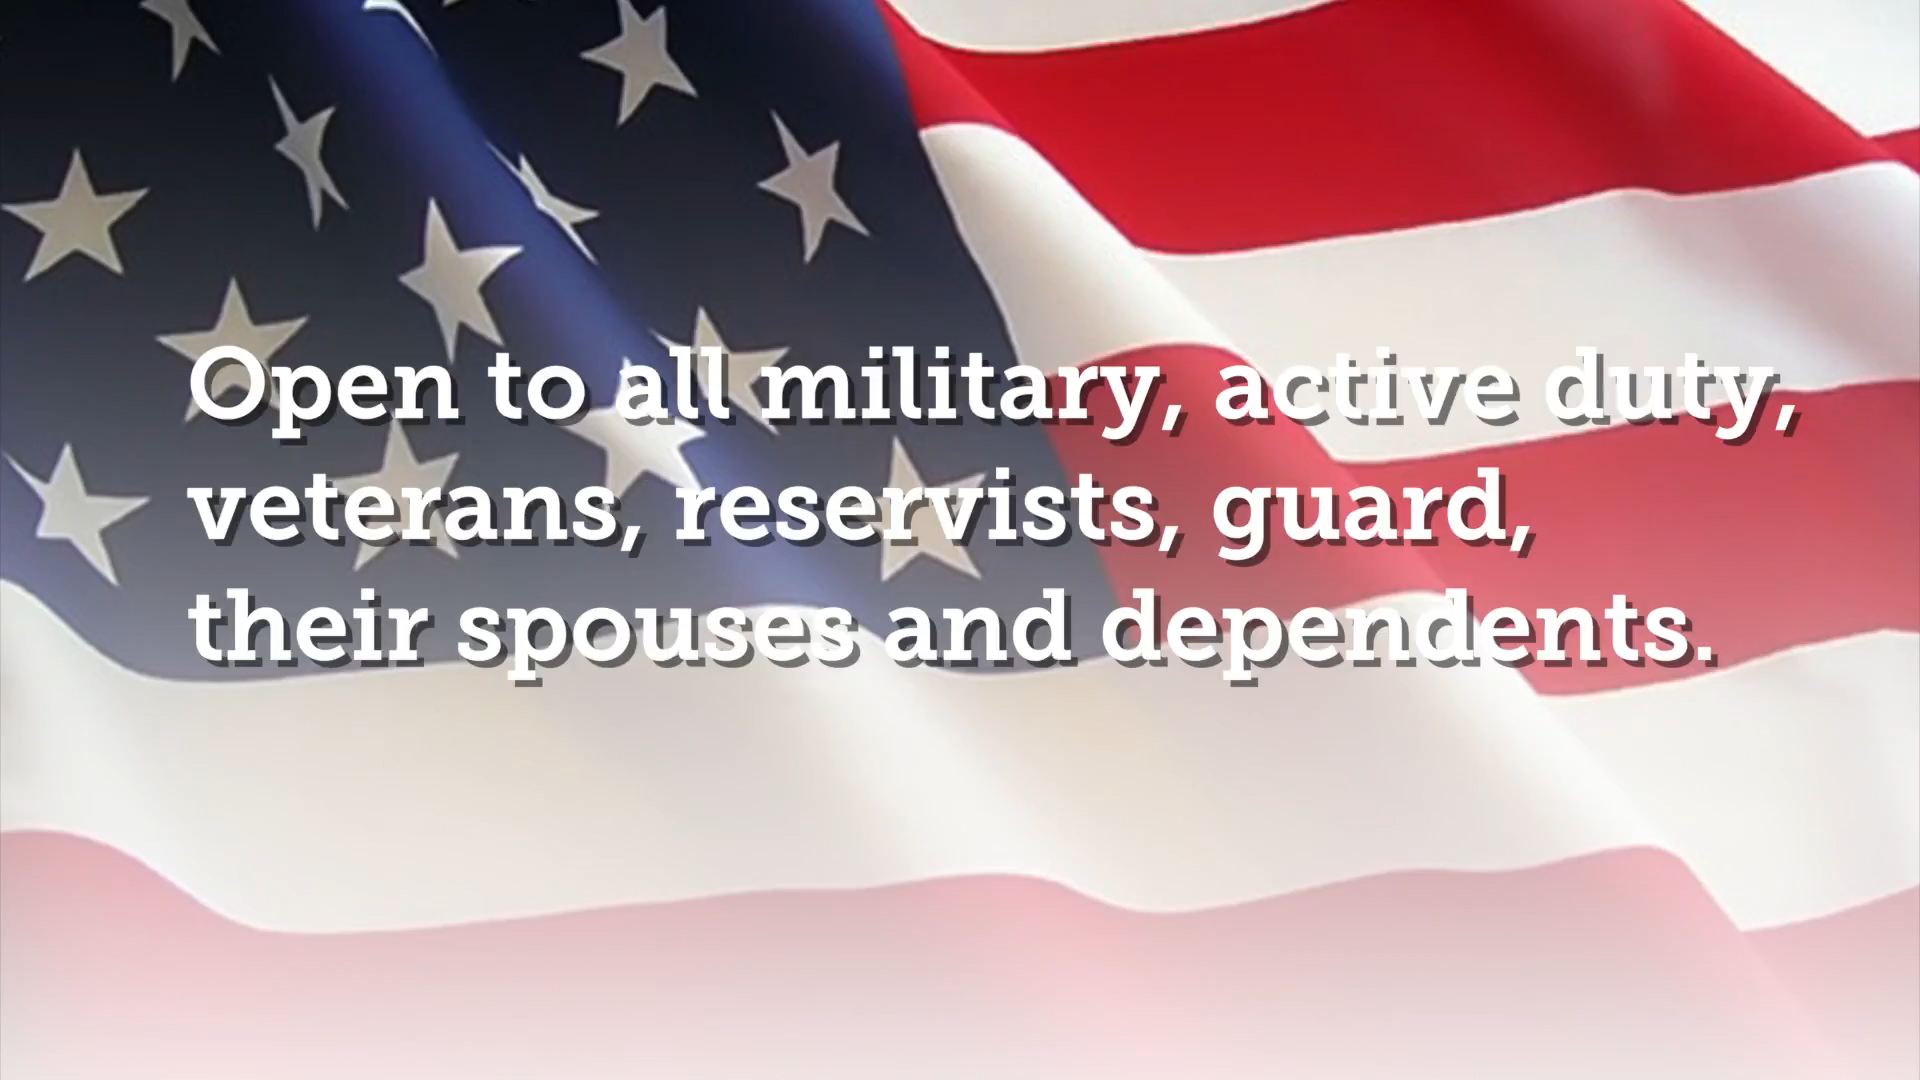 Open to all military, active duty,
veterans, reservists, guard,
their spouses and dependents.